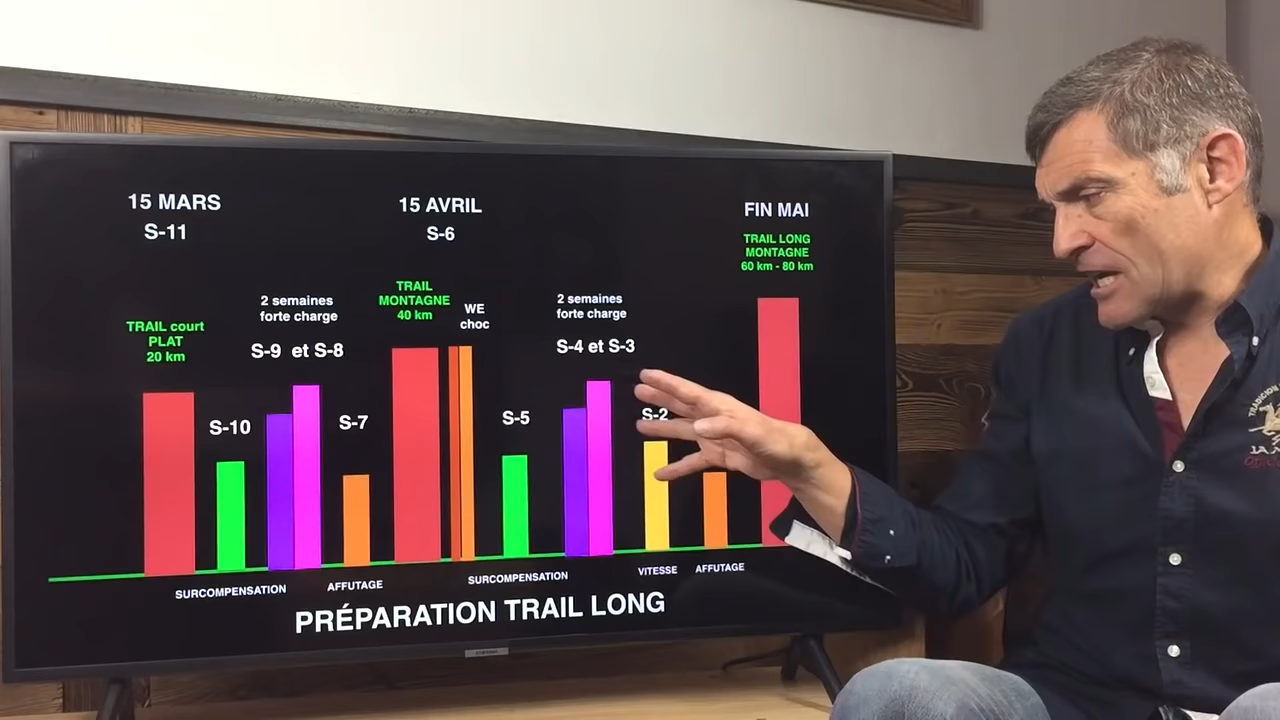 15 MARS
S-11
15 AVRIL
S-6
FIN MAI
TRAIL LONG
MONTAGNE
60 km - 80 km
TRAIL court
PLAT
20 km
2 semaines
forte charge
S-9 et S-8
TRAIL
MONTAGNE
40 km
WE
choc
2 semaines
forte charge
S-4 et S-3
S-10
S-7
S-5
S-2
SURCOMPENSATION
AFFUTAGE
SURCOMPENSATION
VITESSE
AFFUTAGE
PRÉPARATION TRAIL LONG
SAMSUNG